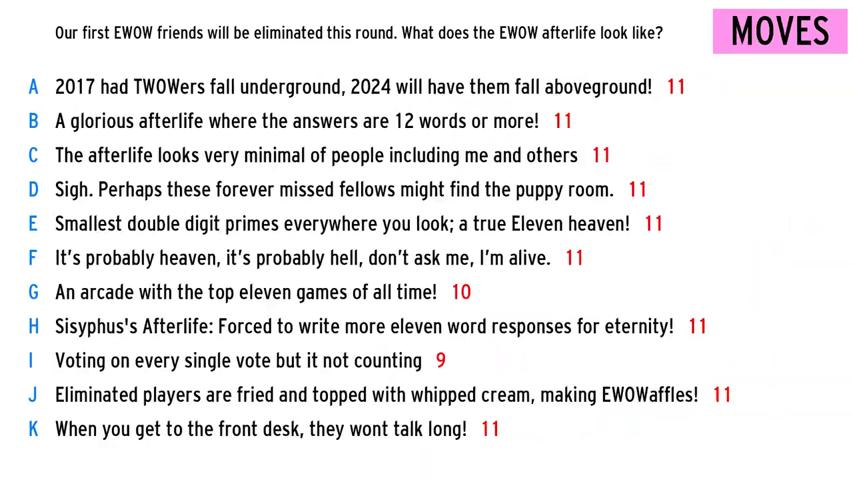 Our first EWOW friends will be eliminated this round. What does the EWOW afterlife look like?
MOVES
A 2017 had TWOWers fall underground, 2024 will have them fall aboveground! 11
B A glorious afterlife where the answers are 12 words or more! 11
C The afterlife looks very minimal of people including me and others 11
D Sigh. Perhaps these forever missed fellows might find the puppy room. 11
E Smallest double digit primes everywhere you look; a true Eleven heaven! 11
F It’s probably heaven, it’s probably hell, don’t ask me, I’m alive. 11
G An arcade with the top eleven games of all time! 10
H Sisyphus's Afterlife: Forced to write more eleven word responses for eternity! 11
I Voting on every single vote but it not counting 9
J Eliminated players are fried and topped with whipped cream, making EWOWaffles! 11
K When you get to the front desk, they wont talk long! 11